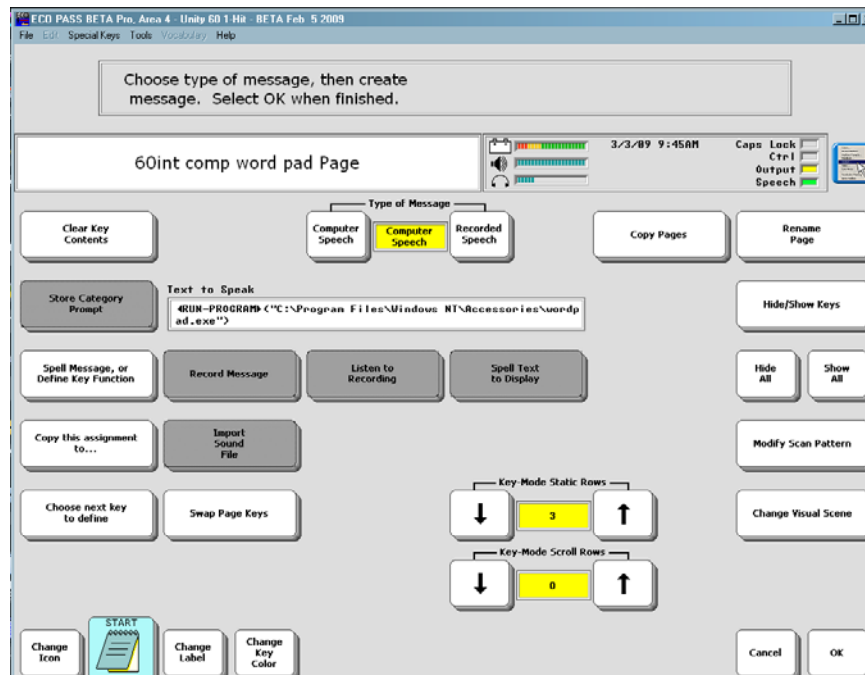 ECO PASS BETA Pro, Area 4 - Unity 60 1-Hit - BETA Feb 5 2009
File Edit Special Keys Tools Vocabulary Help
Choose type of message, then create
message. Select OK when finished.
60int comp word pad Page
3/3/09 9:45AM
Caps Lock
Ctrl
Output
Speech
Clear Key
Contents
Type of Message
Computer
Speech
Computer
Speech
Recorded
Speech
Copy Pages
Rename
Page
Store Category
Prompt
Text to Speak
<RUN-PROGRAM>("C:\Program Files\Windows NT\Accessories\wordp
ad.exe")
Hide/Show Keys
Spell Message, or
Define Key Function
Record Message
Listen to
Recording
Spell Text
to Display
Hide
All
Show
All
Copy this assignment
to...
Import
Sound
File
Modify Scan Pattern
Choose next key
to define
Swap Page Keys
Key-Mode Static Rows
3
Change Visual Scene
Key-Mode Scroll Rows
0
Change
Icon
START
Change
Label
Change
Key
Color
Cancel
OK